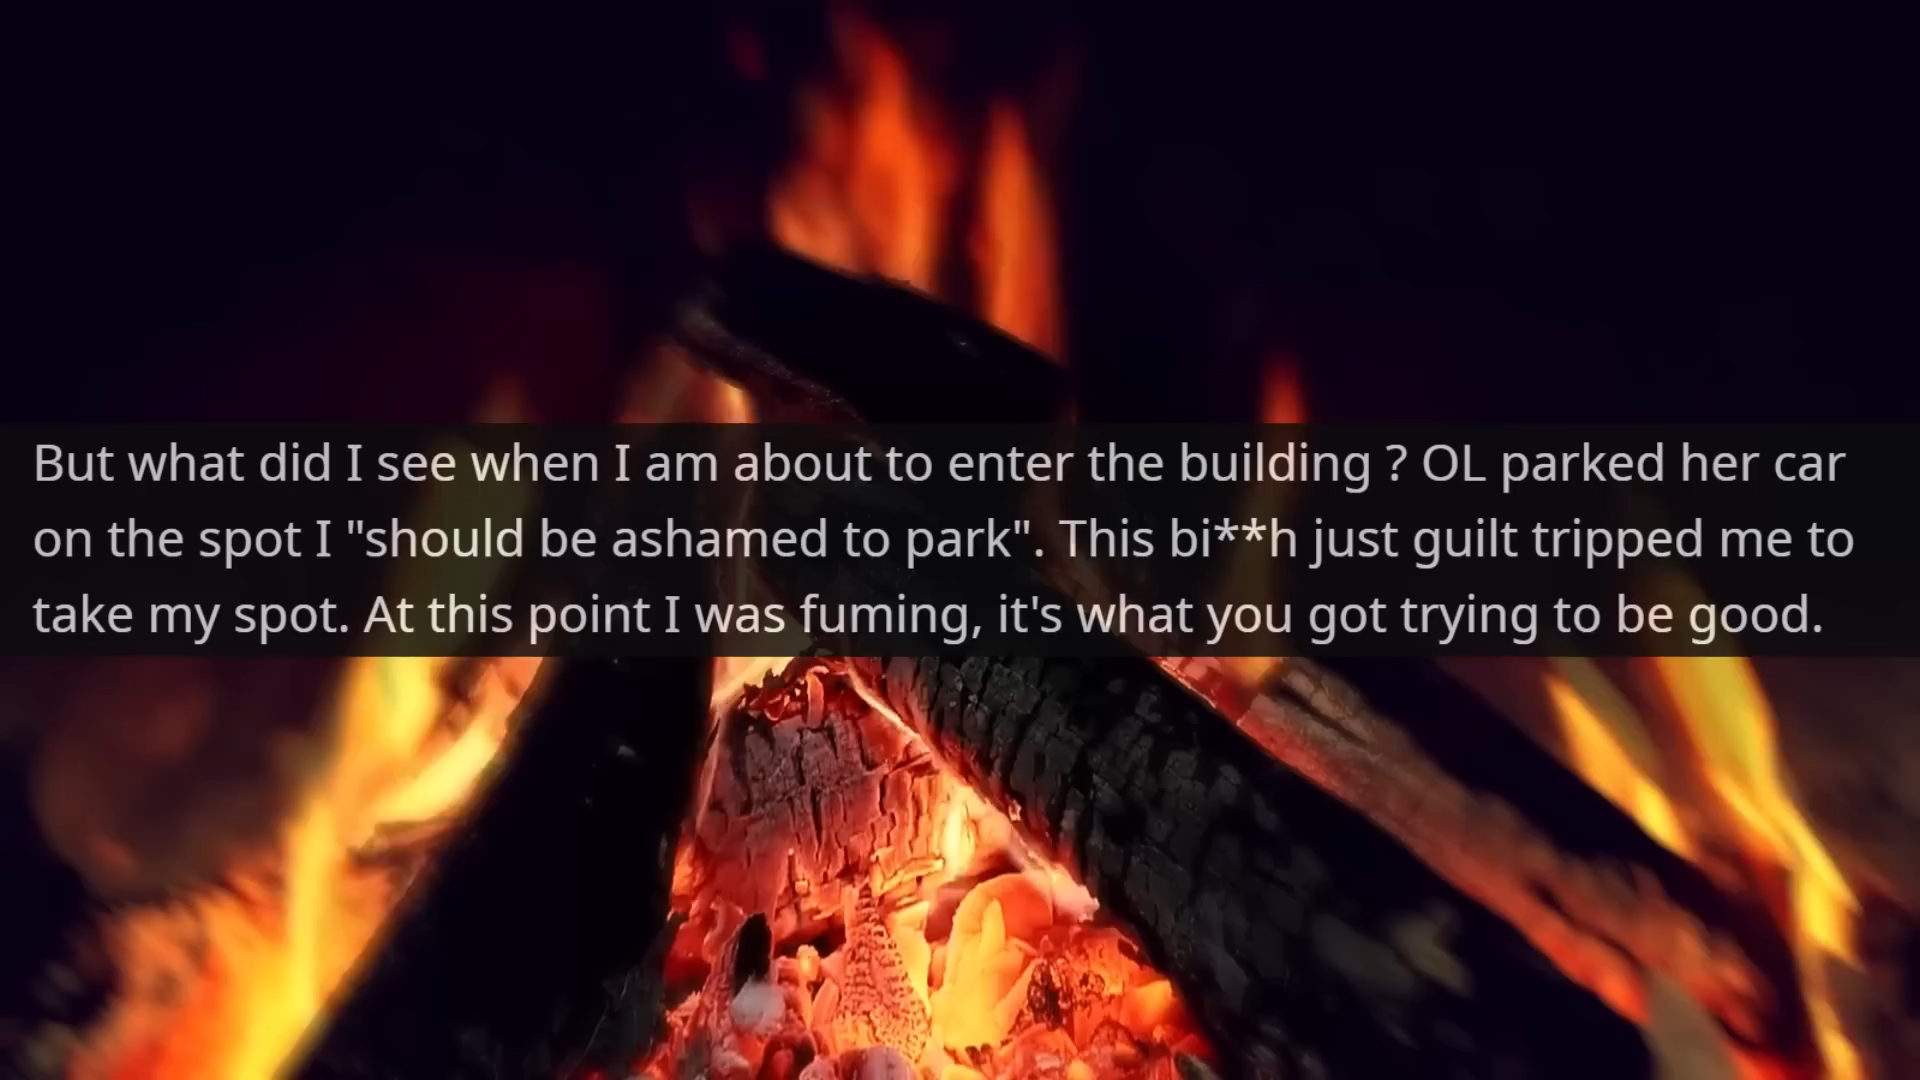 But what did I see when I am about to enter the building ? OL parked her car
on the spot I "should be ashamed to park". This bi**h just guilt tripped me to
take my spot. At this point I was fuming, it's what you got trying to be good.